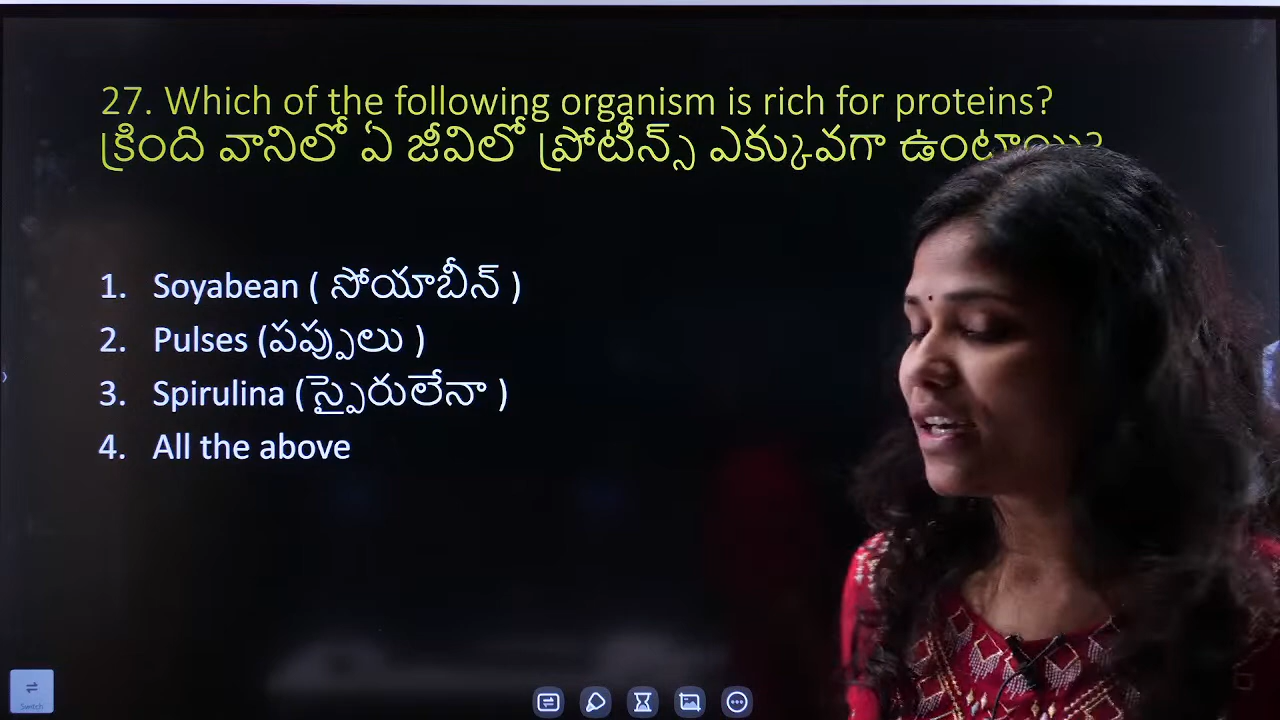 27. Which of the following organism is rich for proteins?
క్రింది వానిలో ఏ జీవిలో ప్రోటీన్స్ ఎక్కువగా
1. Soyabean ( సోయాబీన్ )
2. Pulses (పప్పులు )
3. Spirulina (స్పైరులేనా )
4. All the above
Switch